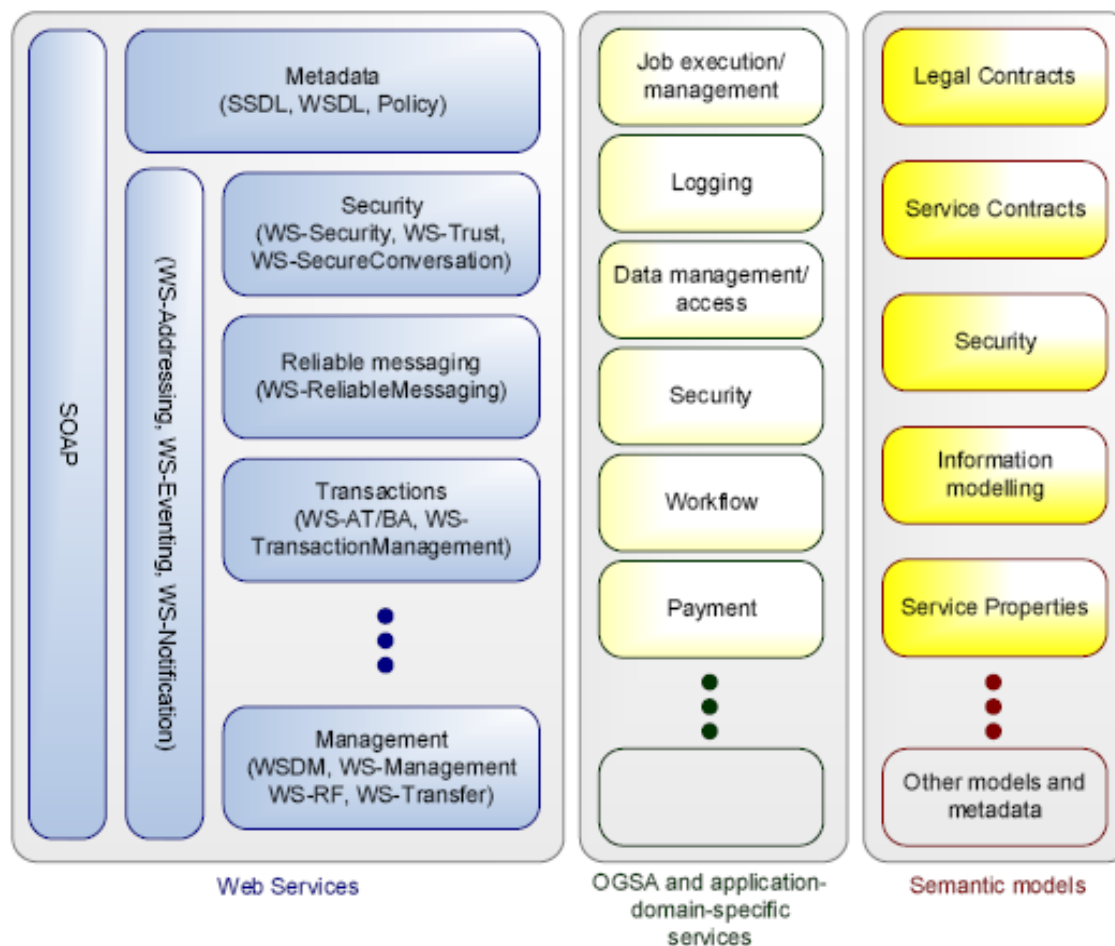 SOAP
Metadata
(SSDL, WSDL, Policy)
(WS-Addressing, WS-Eventing, WS-Notification)
Security
(WS-Security, WS-Trust,
WS-SecureConversation)
Reliable messaging
(WS-ReliableMessaging)
Transactions
(WS-AT/BA, WS-
TransactionManagement)
Management
(WSDM, WS-Management
WS-RF, WS-Transfer)
Web Services
Job execution/
management
Logging
Data management/
access
Security
Workflow
Payment
OGSA and application-
domain-specific
services
Legal Contracts
Service Contracts
Security
Information
modelling
Service Properties
Other models and
metadata
Semantic models